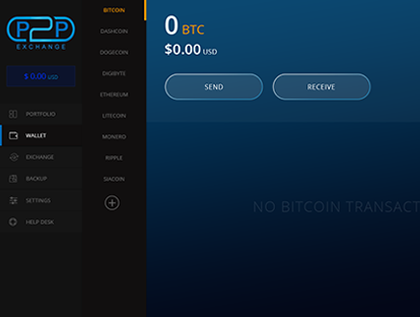 P2P
EXCHANGE
$ 0.00 USD
PORTFOLIO
WALLET
EXCHANGE
BACKUP
SETTINGS
HELP DESK
BITCOIN
DASHCOIN
DOGECOIN
DIGIBYTE
ETHEREUM
LITECOIN
MONERO
RIPPLE
SIACOIN
0 BTC
$0.00 USD
SEND
RECEIVE
NO BITCOIN TRANSACT